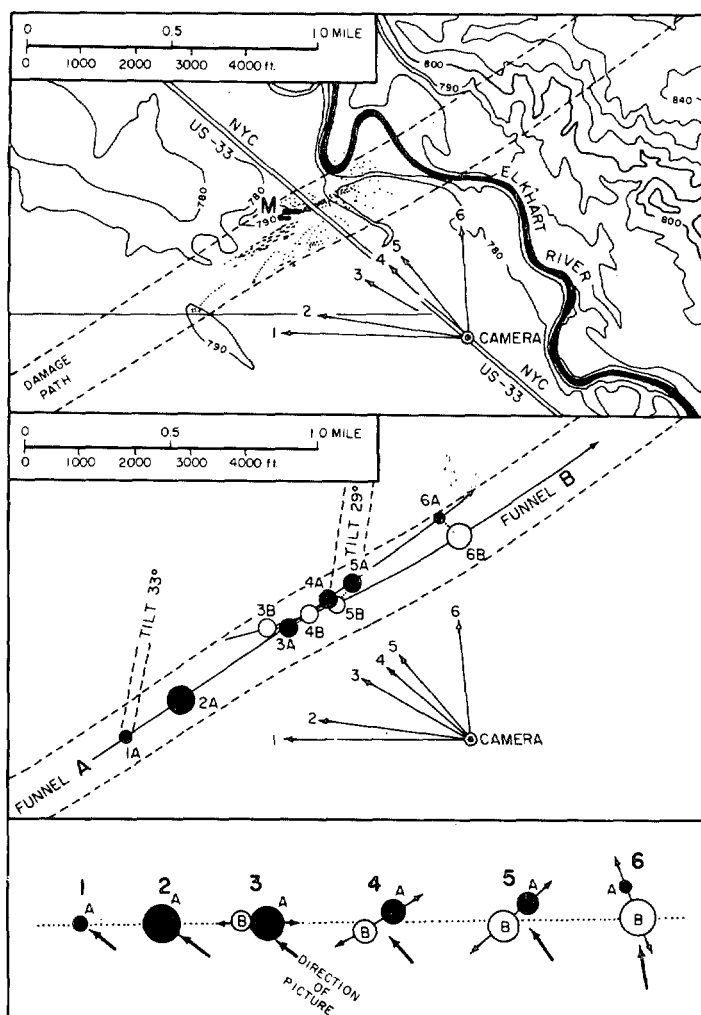 0 0.5 1.0 MILE
0 1000 2000 3000 4000 ft.
800
790
840
NYC
US-33
780
780
M
790
780
ELKHART
RIVER
800
6
5
4
3
780
2
1
CAMERA
790
NYC
US-33
DAMAGE
PATH
0 0.5 1.0 MILE
0 1000 2000 3000 4000 ft.
TILT 29°
6A
FUNNEL B
6B
5A
4A
TILT 33°
3B
5B
4B
3A
6
5
4
3
2A
2
1
CAMERA
1A
FUNNEL A
1 2 3 4 5 6
A A A A A A
B B B B
DIRECTION
OF
PICTURE